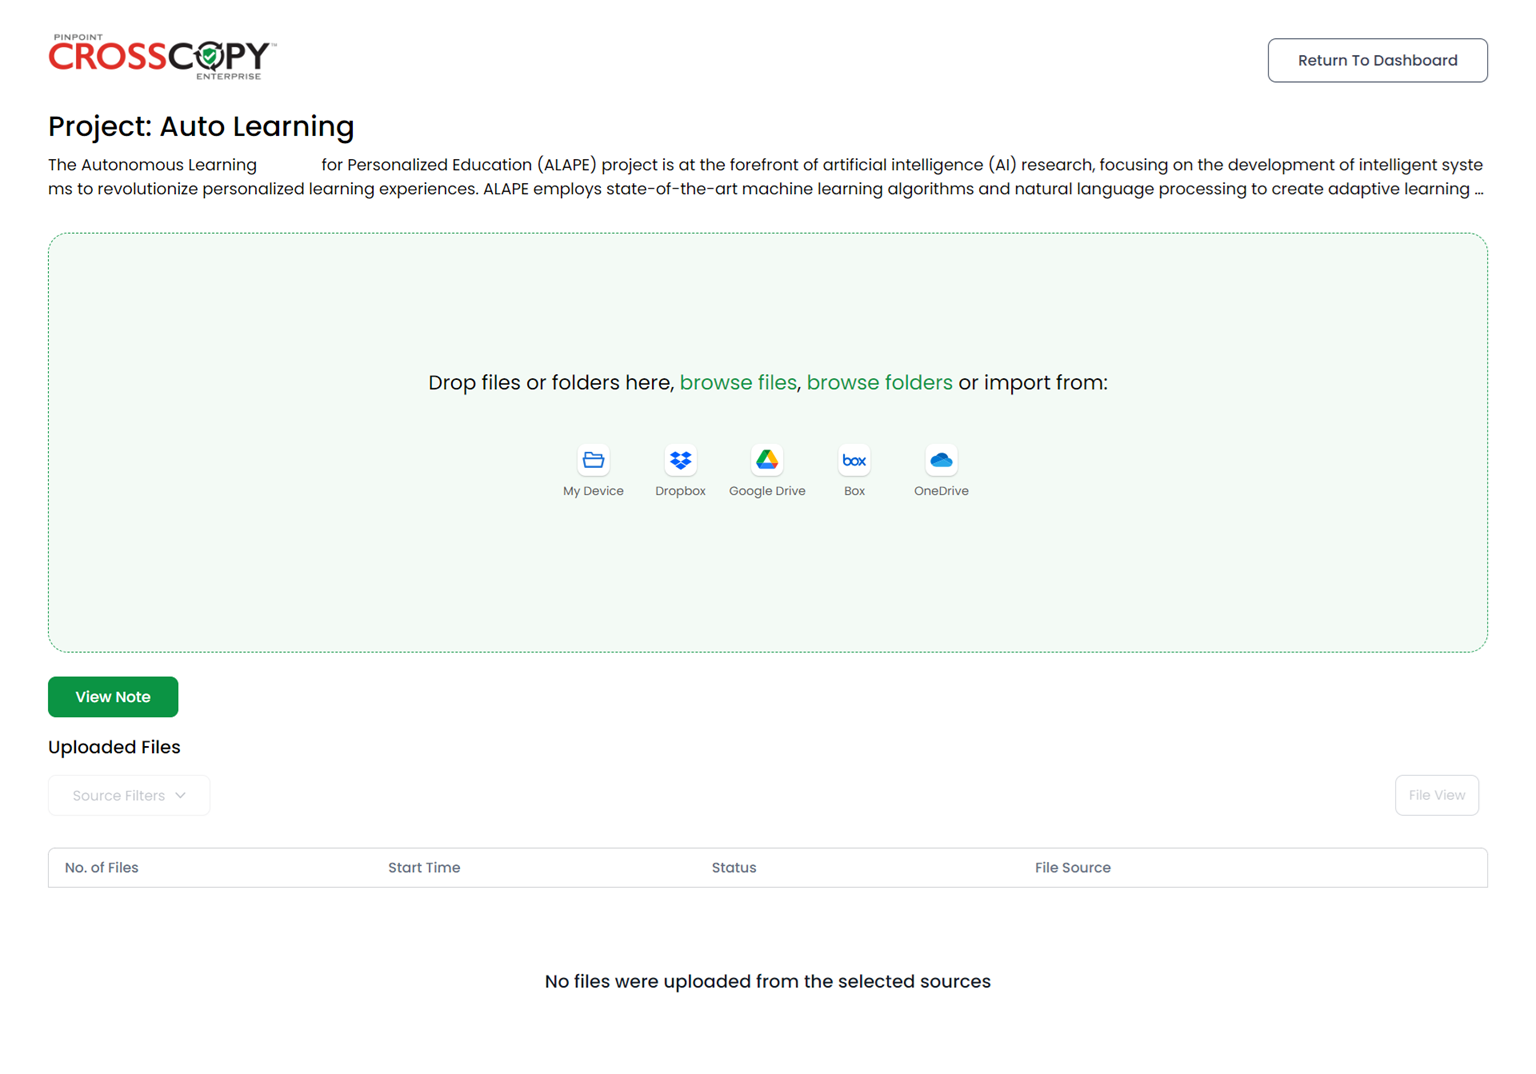 PINPOINT
CROSSCOPY™
ENTERPRISE
Return To Dashboard
Project: Auto Learning
The Autonomous Learning for Personalized Education (ALAPE) project is at the forefront of artificial intelligence (AI) research, focusing on the development of intelligent syste
ms to revolutionize personalized learning experiences. ALAPE employs state-of-the-art machine learning algorithms and natural language processing to create adaptive learning ...
Drop files or folders here, browse files, browse folders or import from:
box
My Device Dropbox Google Drive Box OneDrive
View Note
Uploaded Files
Source Filters File View
No. of Files Start Time Status File Source
No files were uploaded from the selected sources